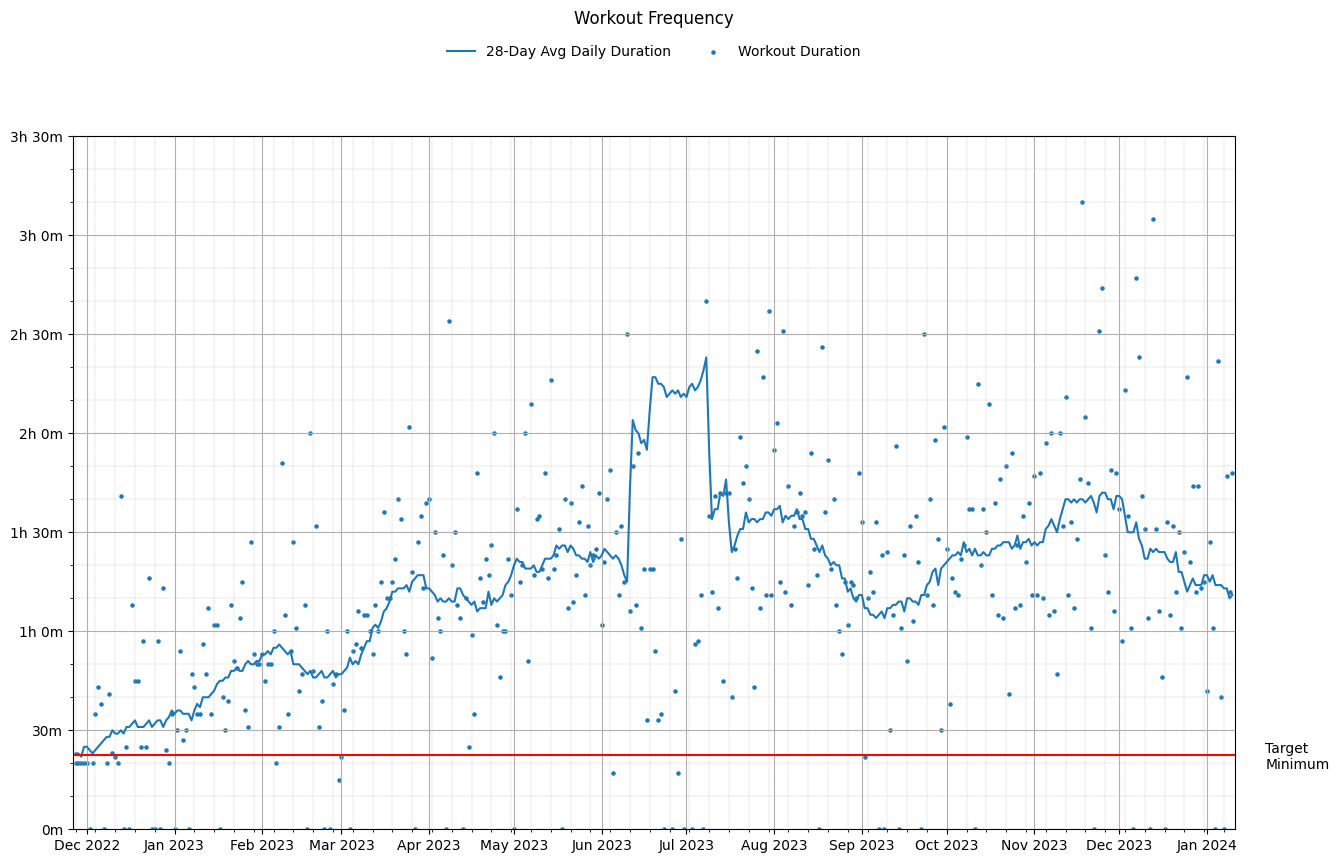 Workout Frequency
28-Day Avg Daily Duration
Workout Duration
3h 30m
3h 0m
2h 30m
2h 0m
1h 30m
1h 0m
30m
0m
Target
Minimum
Dec 2022
Jan 2023
Feb 2023
Mar 2023
Apr 2023
May 2023
Jun 2023
Jul 2023
Aug 2023
Sep 2023
Oct 2023
Nov 2023
Dec 2023
Jan 2024